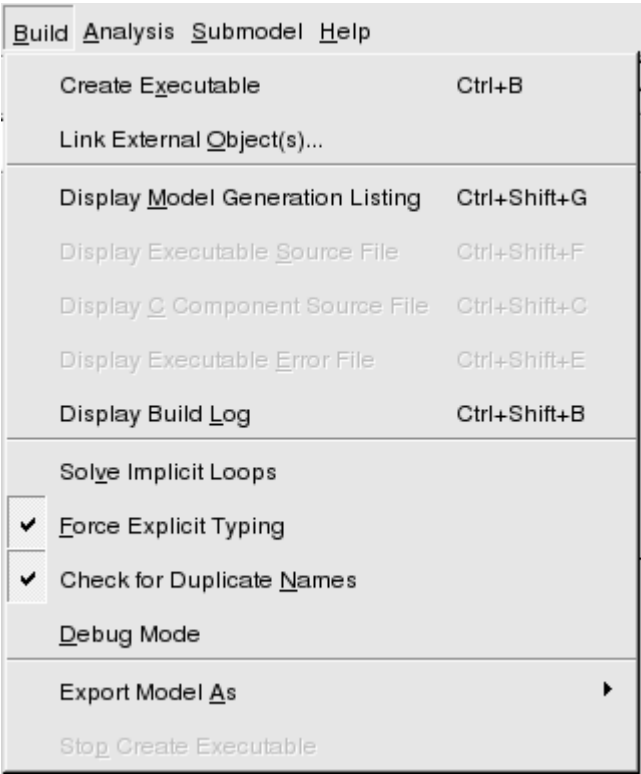 Build Analysis Submodel Help
Create Executable Ctrl+B
Link External Object(s)...
Display Model Generation Listing Ctrl+Shift+G
Display Executable Source File Ctrl+Shift+F
Display C Component Source File Ctrl+Shift+C
Display Executable Error File Ctrl+Shift+E
Display Build Log Ctrl+Shift+B
Solve Implicit Loops
Force Explicit Typing
Check for Duplicate Names
Debug Mode
Export Model As
Stop Create Executable